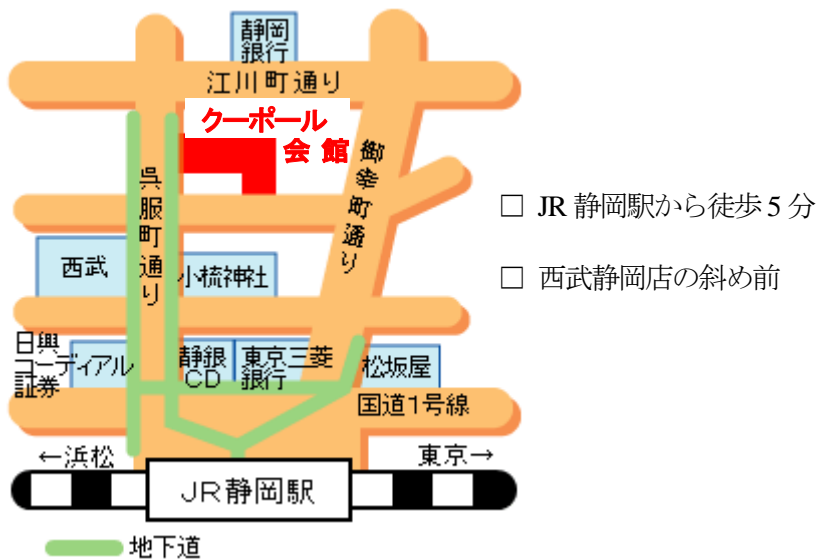 静岡
銀行
江川町通り
クーポール
会館
御幸町通り
呉服町通り
□ JR 静岡駅から徒歩 5 分
西武
小梳神社
□ 西武静岡店の斜め前
日興
コーディアル
証券
静銀
CD
東京三菱
銀行
松坂屋
国道1号線
←浜松
東京→
JR静岡駅
地下道